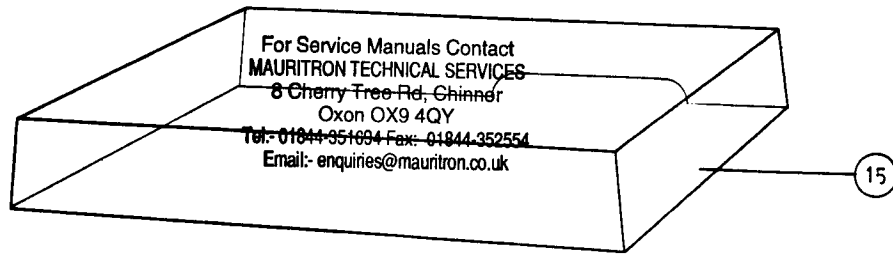 For Service Manuals Contact
MAURITRON TECHNICAL SERVICES
8 Cherry Tree Rd, Chinnor
Oxon OX9 4QY
Tel:- 01844-351694 Fax:- 01844-352554
Email:- enquiries@mauritron.co.uk
15